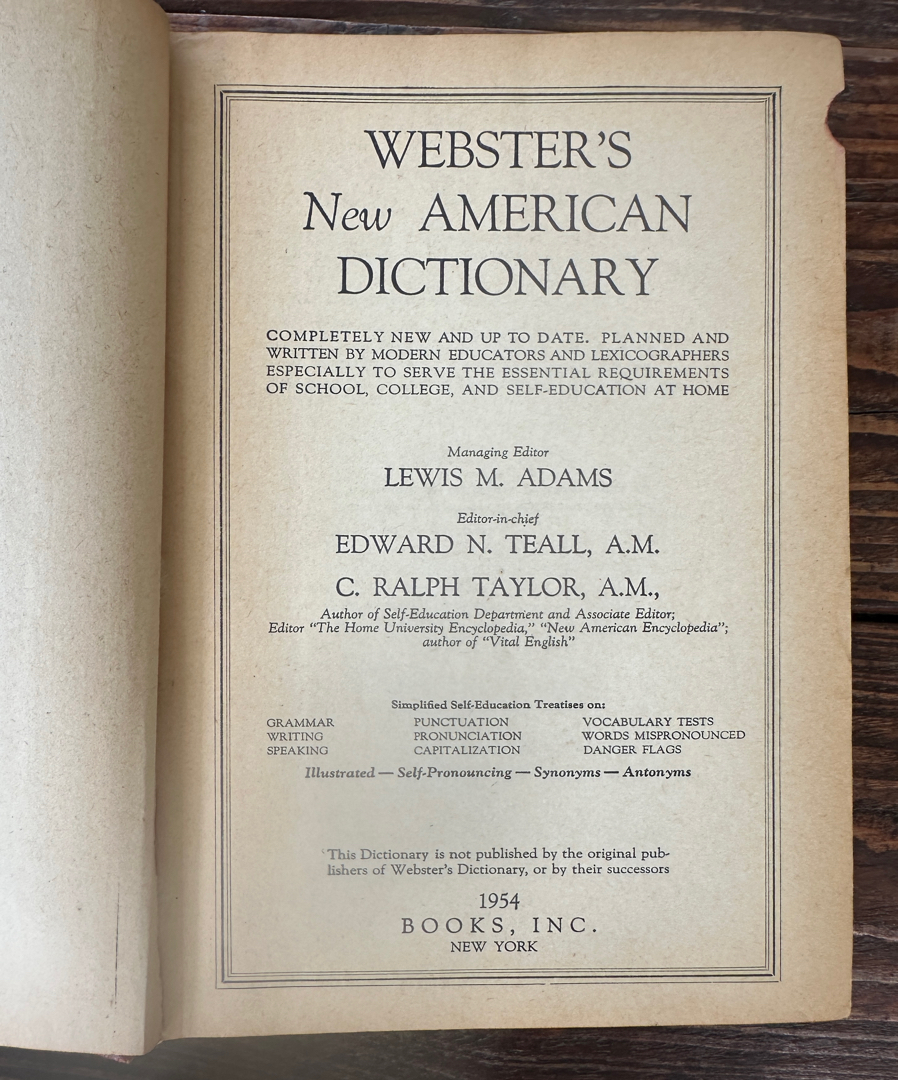 WEBSTER'S
New AMERICAN
DICTIONARY
COMPLETELY NEW AND UP TO DATE. PLANNED AND
WRITTEN BY MODERN EDUCATORS AND LEXICOGRAPHERS
ESPECIALLY TO SERVE THE ESSENTIAL REQUIREMENTS
OF SCHOOL, COLLEGE, AND SELF-EDUCATION AT HOME
Managing Editor
LEWIS M. ADAMS
Editor-in-chief
EDWARD N. TEALL, A.M.
C. RALPH TAYLOR, A.M.,
Author of Self-Education Department and Associate Editor;
Editor "The Home University Encyclopedia," "New American Encyclopedia";
author of "Vital English"
Simplified Self-Education Treatises on:
GRAMMAR PUNCTUATION VOCABULARY TESTS
WRITING PRONUNCIATION WORDS MISPRONOUNCED
SPEAKING CAPITALIZATION DANGER FLAGS
Illustrated — Self-Pronouncing — Synonyms — Antonyms
This Dictionary is not published by the original pub-
lishers of Webster's Dictionary, or by their successors
1954
BOOKS, INC.
NEW YORK